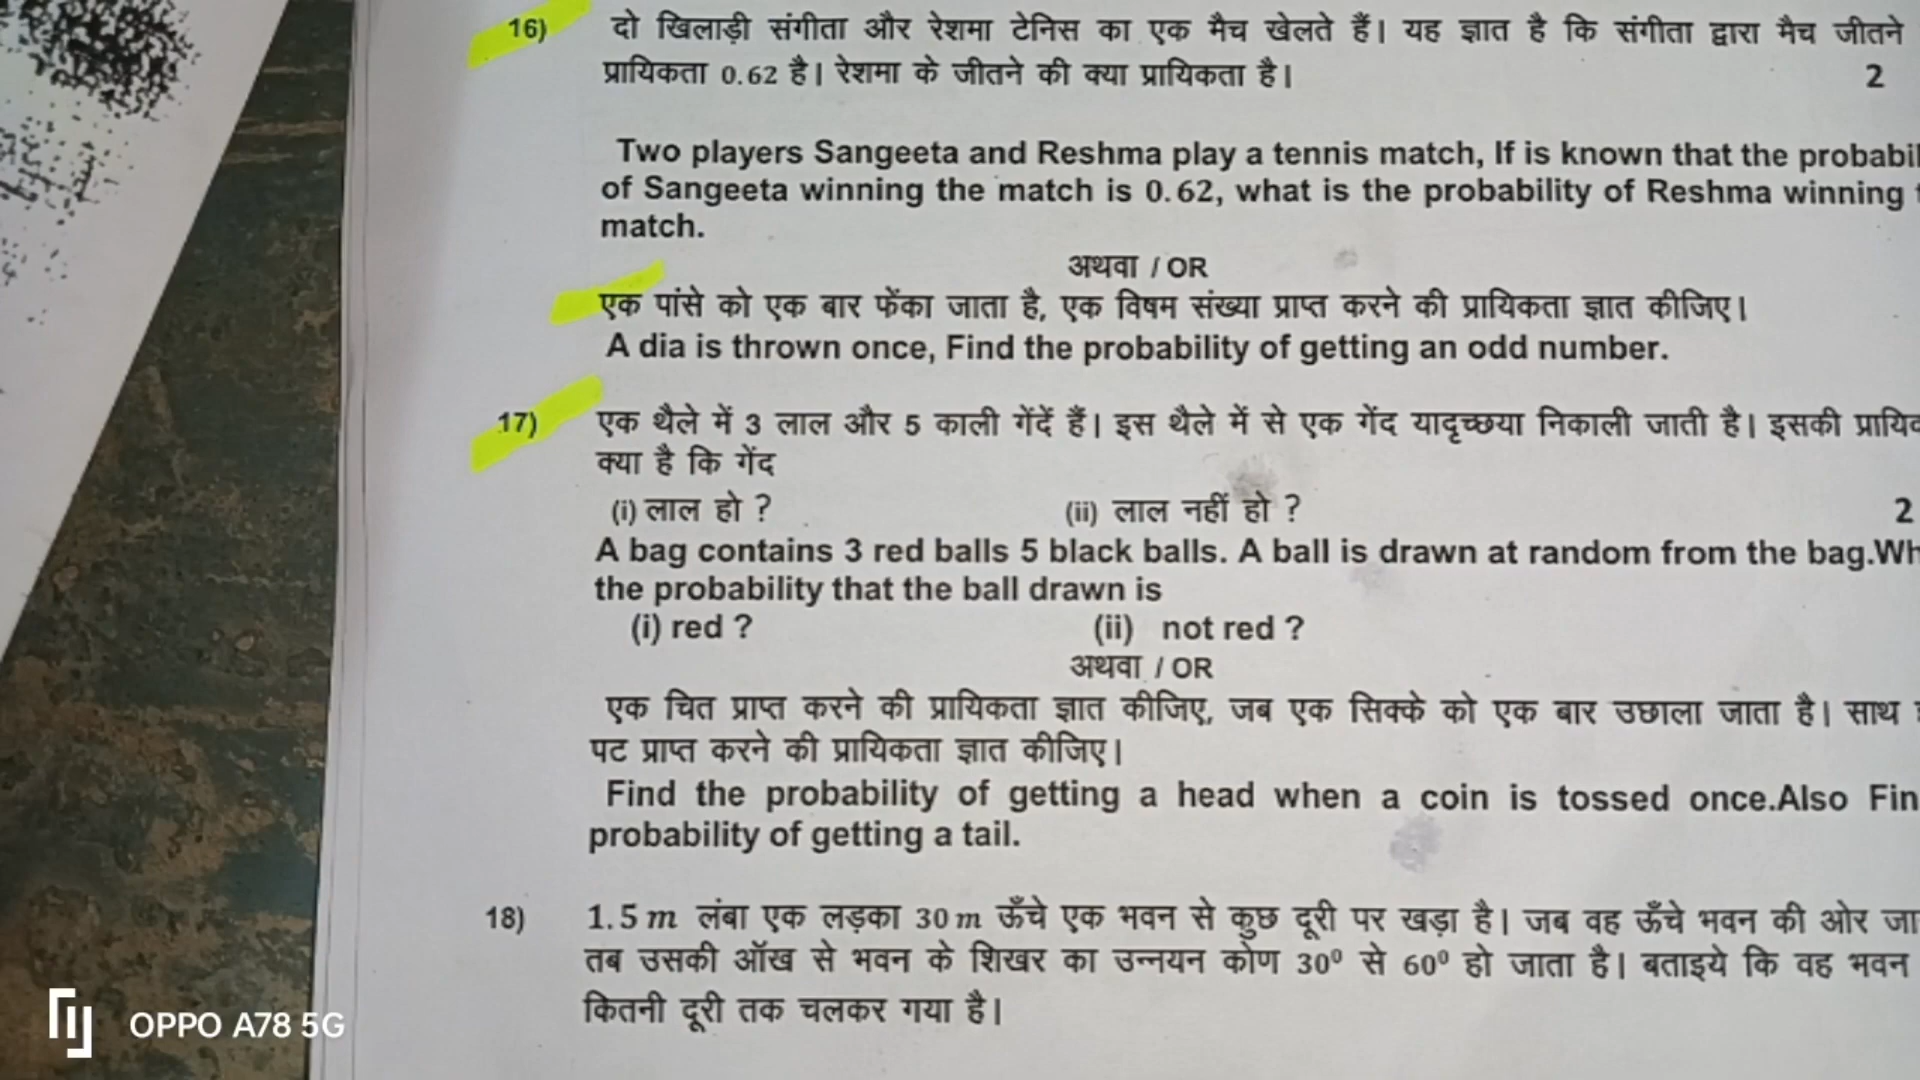 16) दो खिलाड़ी संगीता और रेशमा टेनिस का एक मैच खेलते हैं। यह ज्ञात है कि संगीता द्वारा मैच जीतने
प्रायिकता 0.62 है। रेशमा के जीतने की क्या प्रायिकता है। 2
Two players Sangeeta and Reshma play a tennis match, If is known that the
of Sangeeta winning the match is 0.62, what is the probability of Reshma winning
match.
अथवा / OR
एक पांसे को एक बार फेंका जाता है, एक विषम संख्या प्राप्त करने की प्रायिकता ज्ञात कीजिए।
A dia is thrown once, Find the probability of getting an odd number.
17) एक थैले में 3 लाल और 5 काली गेंदें हैं। इस थैले में से एक गेंद यादृच्छया निकाली जाती है। इसकी
क्या है कि गेंद
(i) लाल हो ? (ii) लाल नहीं हो ? 2
A bag contains 3 red balls 5 black balls. A ball is drawn at random from the bag.
the probability that the ball drawn is
(i) red ? (ii) not red ?
अथवा / OR
एक चित प्राप्त करने की प्रायिकता ज्ञात कीजिए, जब एक सिक्के को एक बार उछाला जाता है। साथ
पट प्राप्त करने की प्रायिकता ज्ञात कीजिए।
Find the probability of getting a head when a coin is tossed once.Also
probability of getting a tail.
18) 1.5 m लंबा एक लड़का 30 m ऊँचे एक भवन से कुछ दूरी पर खड़ा है। जब वह ऊँचे भवन की ओर
तब उसकी ऑख से भवन के शिखर का उन्नयन कोण 30⁰ से 60⁰ हो जाता है। बताइये कि वह भवन
कितनी दूरी तक चलकर गया है।
OPPO A78 5G